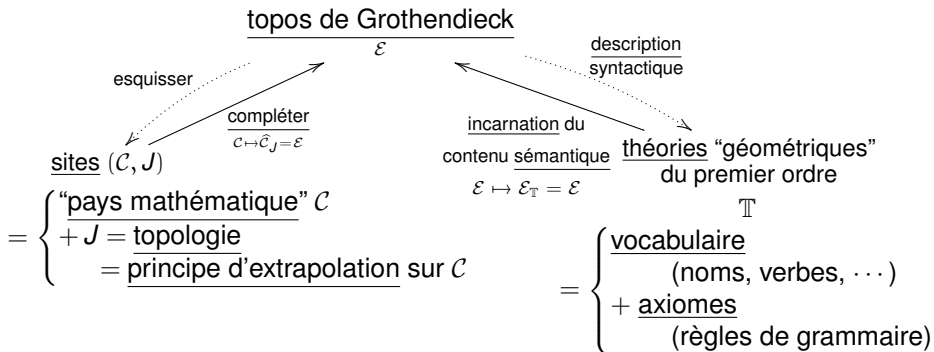 topos de Grothendieck
ℰ
esquisser
compléter
𝒞↦𝒞̂_J=ℰ
description
syntactique
incarnation du
contenu sémantique
ℰ ↦ ℰ_𝕋 = ℰ
sites (𝒞, J)
= { "pays mathématique" 𝒞
+ J = topologie
= principe d'extrapolation sur 𝒞
théories "géométriques"
du premier ordre
𝕋
= { vocabulaire
(noms, verbes, ···)
+ axiomes
(règles de grammaire)